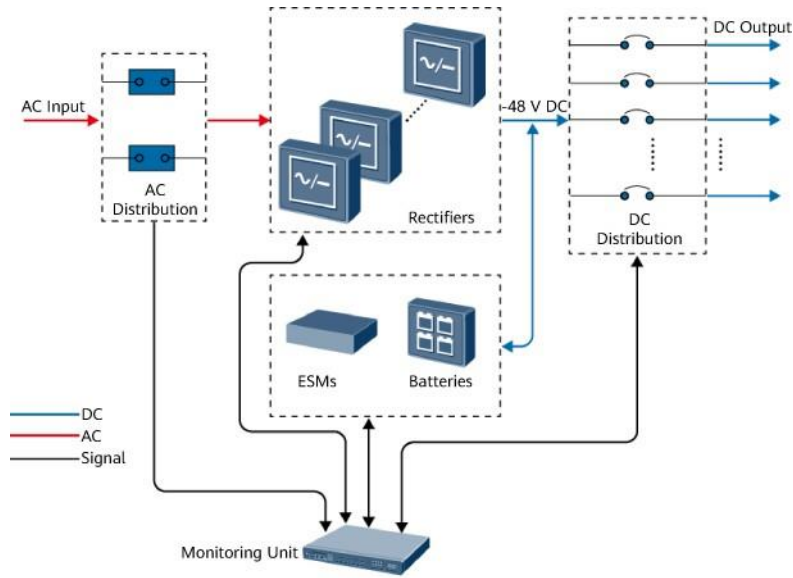 DC Output
AC Input
-48 V DC
AC
Distribution
Rectifiers
DC
Distribution
ESMs
Batteries
DC
AC
Signal
Monitoring Unit